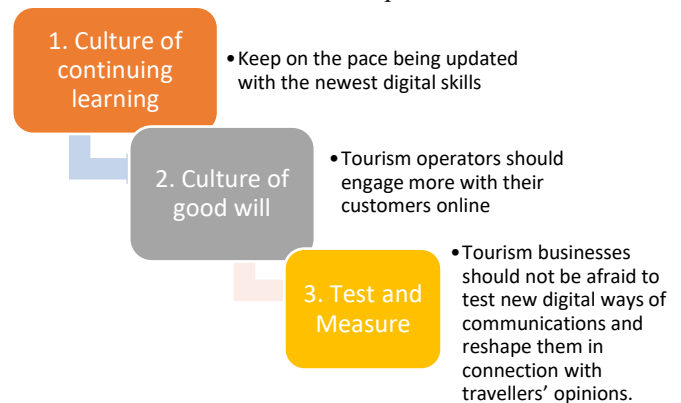 1. Culture of
continuing
learning
•Keep on the pace being updated
with the newest digital skills
2. Culture of
good will
•Tourism operators should
engage more with their
customers online
3. Test and
Measure
•Tourism businesses
should not be afraid to
test new digital ways of
communications and
reshape them in
connection with
travellers’ opinions.